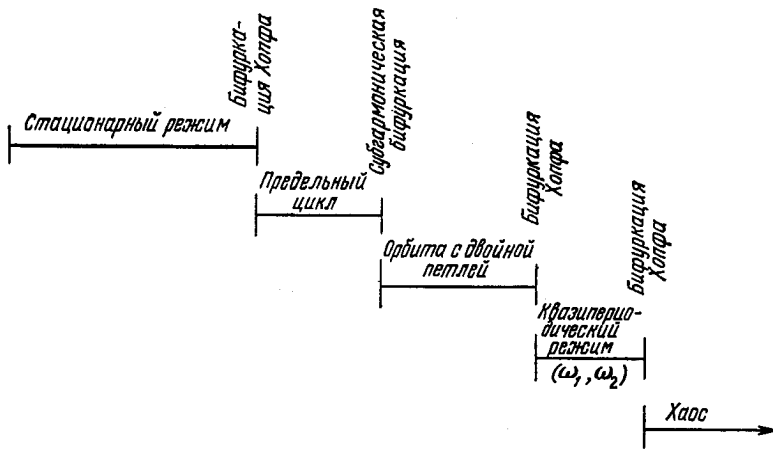 Стационарный режим
Бифурка-
ция Хопфа
Предельный
цикл
Субгармоническая
бифуркация
Орбита с двойной
петлей
Бифуркация
Хопфа
Квазиперио-
дический
режим
(ω₁, ω₂)
Бифуркация
Хопфа
Хаос